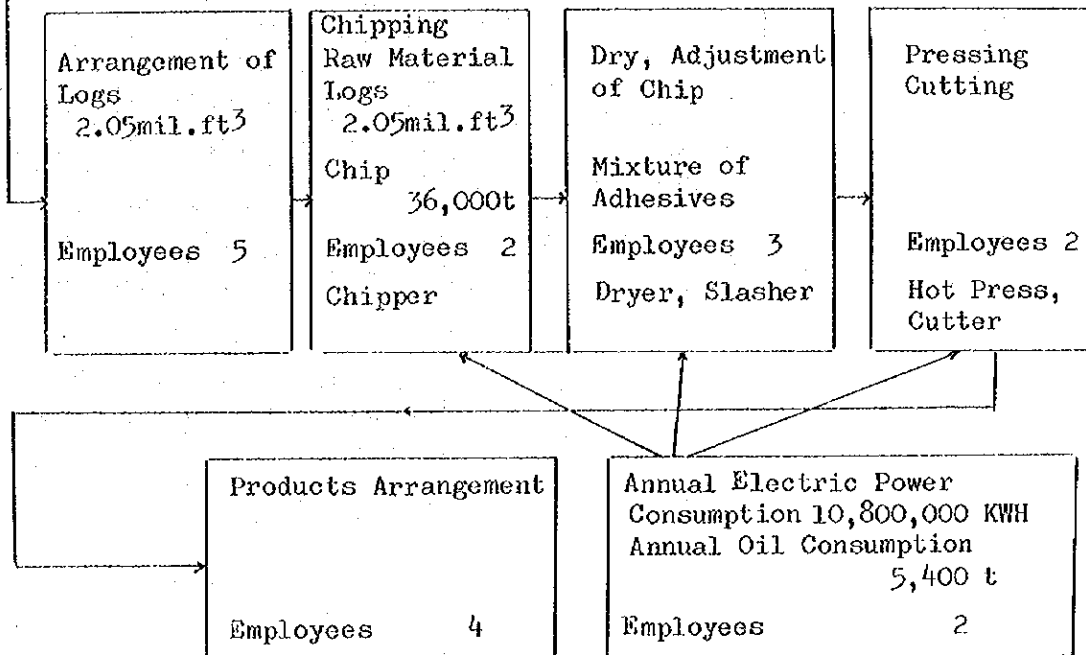 Arrangement of
Logs
2.05mil.ft3
Employees 5
Chipping
Raw Material
Logs
2.05mil.ft3
Chip
36,000t
Employees 2
Chipper
Dry, Adjustment
of Chip
Mixture of
Adhesives
Employees 3
Dryer, Slasher
Pressing
Cutting
Employees 2
Hot Press,
Cutter
Products Arrangement
Employees 4
Annual Electric Power
Consumption 10,800,000 KWH
Annual Oil Consumption
5,400 t
Employees 2